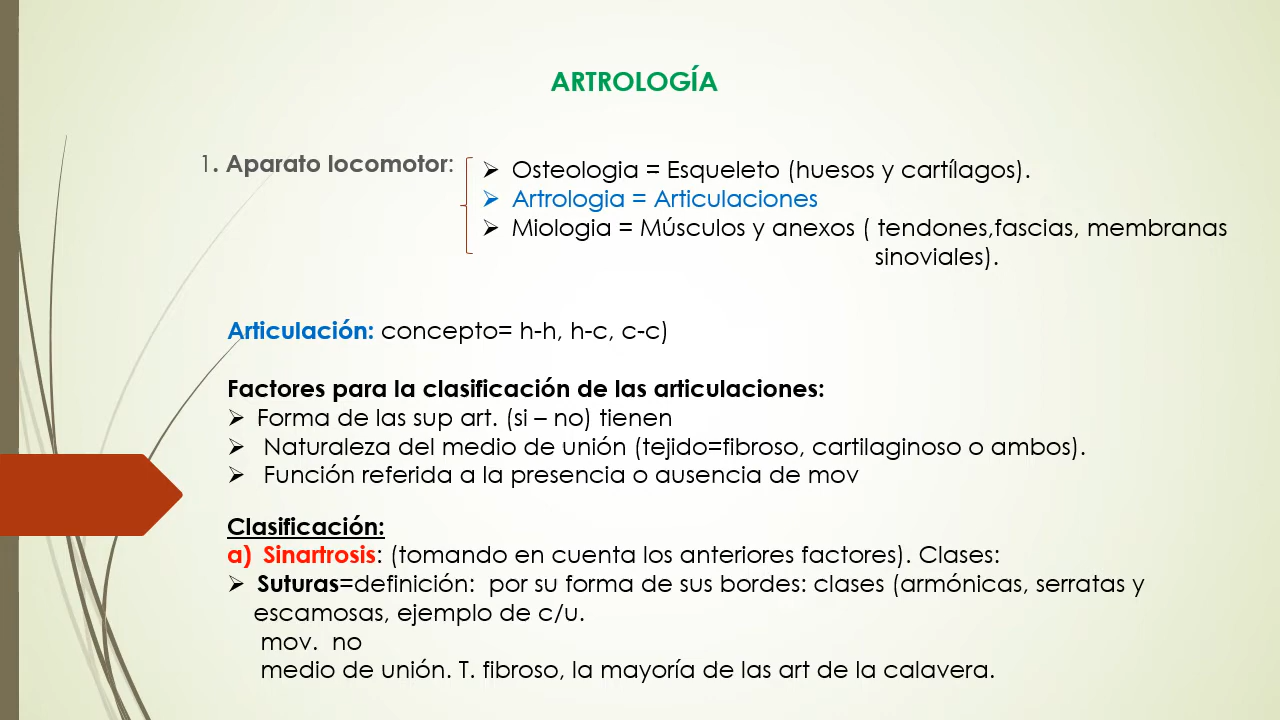 ARTROLOGÍA
1. Aparato locomotor:
➢ Osteologia = Esqueleto (huesos y cartílagos).
➢ Artrologia = Articulaciones
➢ Miologia = Músculos y anexos ( tendones,fascias, membranas
sinoviales).
Articulación: concepto= h-h, h-c, c-c)
Factores para la clasificación de las articulaciones:
➢ Forma de las sup art. (si – no) tienen
➢ Naturaleza del medio de unión (tejido=fibroso, cartilaginoso o ambos).
➢ Función referida a la presencia o ausencia de mov
Clasificación:
a) Sinartrosis: (tomando en cuenta los anteriores factores). Clases:
➢ Suturas=definición: por su forma de sus bordes: clases (armónicas, serratas y
escamosas, ejemplo de c/u.
mov. no
medio de unión. T. fibroso, la mayoría de las art de la calavera.